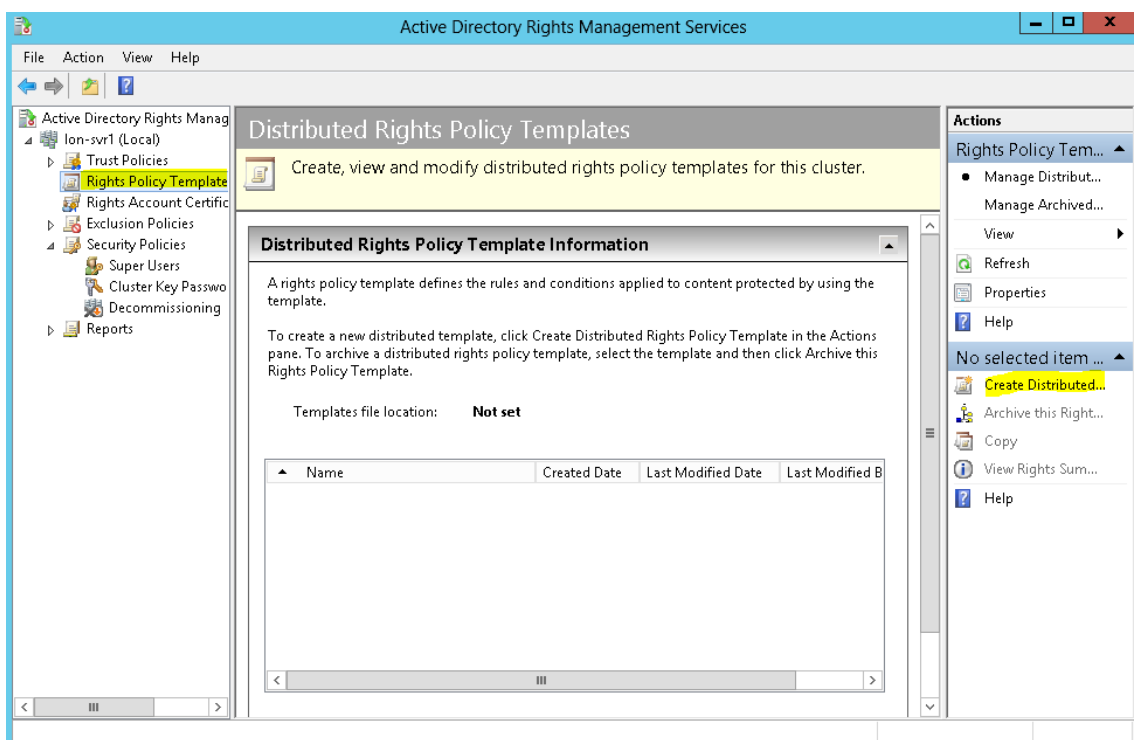 Active Directory Rights Management Services
File Action View Help
Active Directory Rights Manag
lon-svr1 (Local)
Trust Policies
Rights Policy Template
Rights Account Certific
Exclusion Policies
Security Policies
Super Users
Cluster Key Passwo
Decommissioning
Reports
Distributed Rights Policy Templates
Create, view and modify distributed rights policy templates for this cluster.
Distributed Rights Policy Template Information
A rights policy template defines the rules and conditions applied to content protected by using the
template.
To create a new distributed template, click Create Distributed Rights Policy Template in the Actions
pane. To archive a distributed rights policy template, select the template and then click Archive this
Rights Policy Template.
Templates file location: Not set
Name Created Date Last Modified Date Last Modified B
Actions
Rights Policy Tem...
Manage Distribut...
Manage Archived...
View
Refresh
Properties
Help
No selected item ...
Create Distributed...
Archive this Right...
Copy
View Rights Sum...
Help